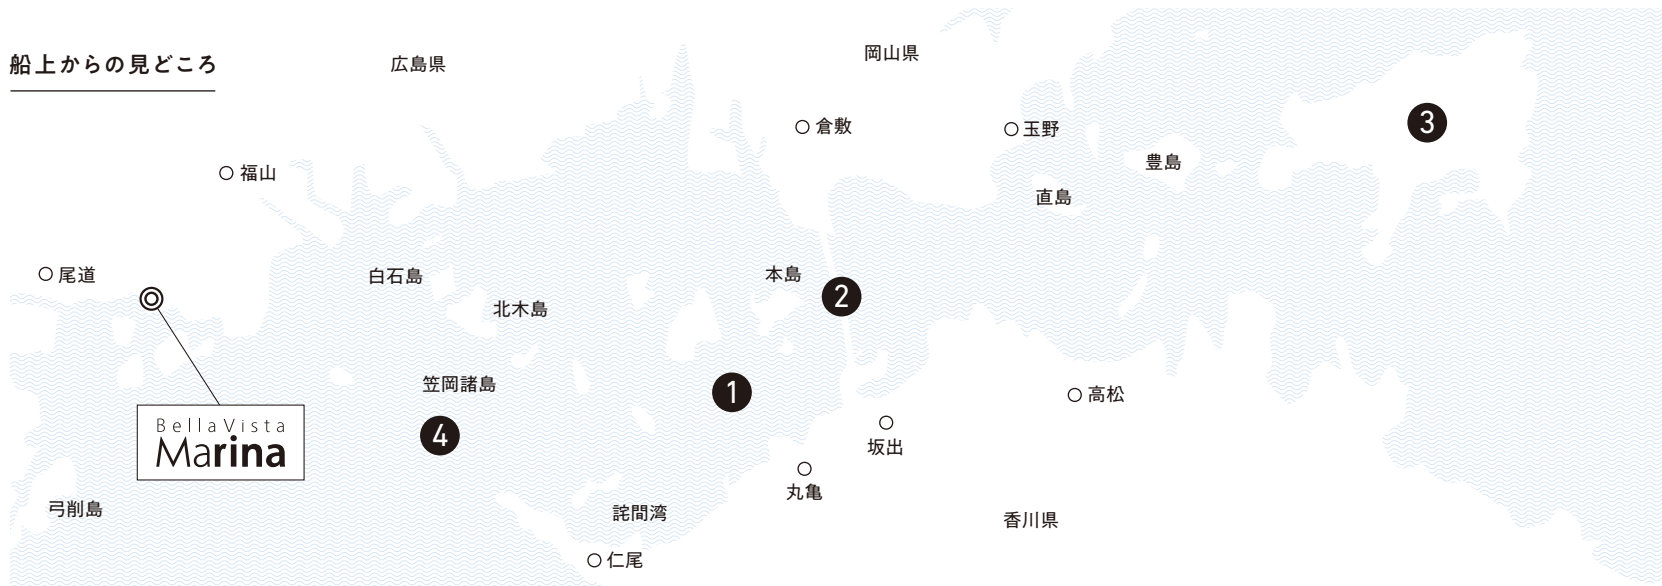 船上からの見どころ
広島県
岡山県
倉敷
玉野
3
豊島
福山
直島
尾道
白石島
本島
2
北木島
笠岡諸島
1
高松
BellaVista
Marina
4
坂出
丸亀
弓削島
詫間湾
香川県
仁尾